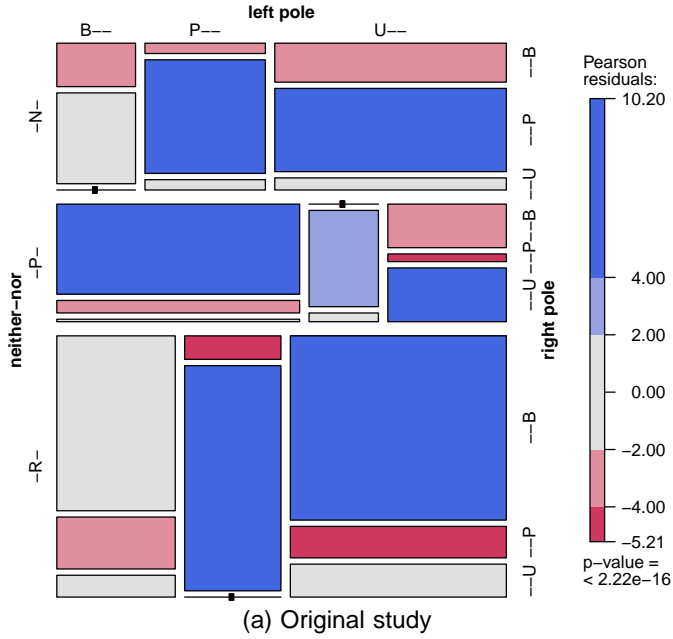 left pole
B−− P−− U−−
neither−nor
−N−
−P−
−R−
right pole
−−B
−−P
−−U
−−B
−−P
−−U
−−B
−−P
−−U
Pearson
residuals:
10.20
4.00
2.00
0.00
−2.00
−4.00
−5.21
p−value =
< 2.22e−16
(a) Original study